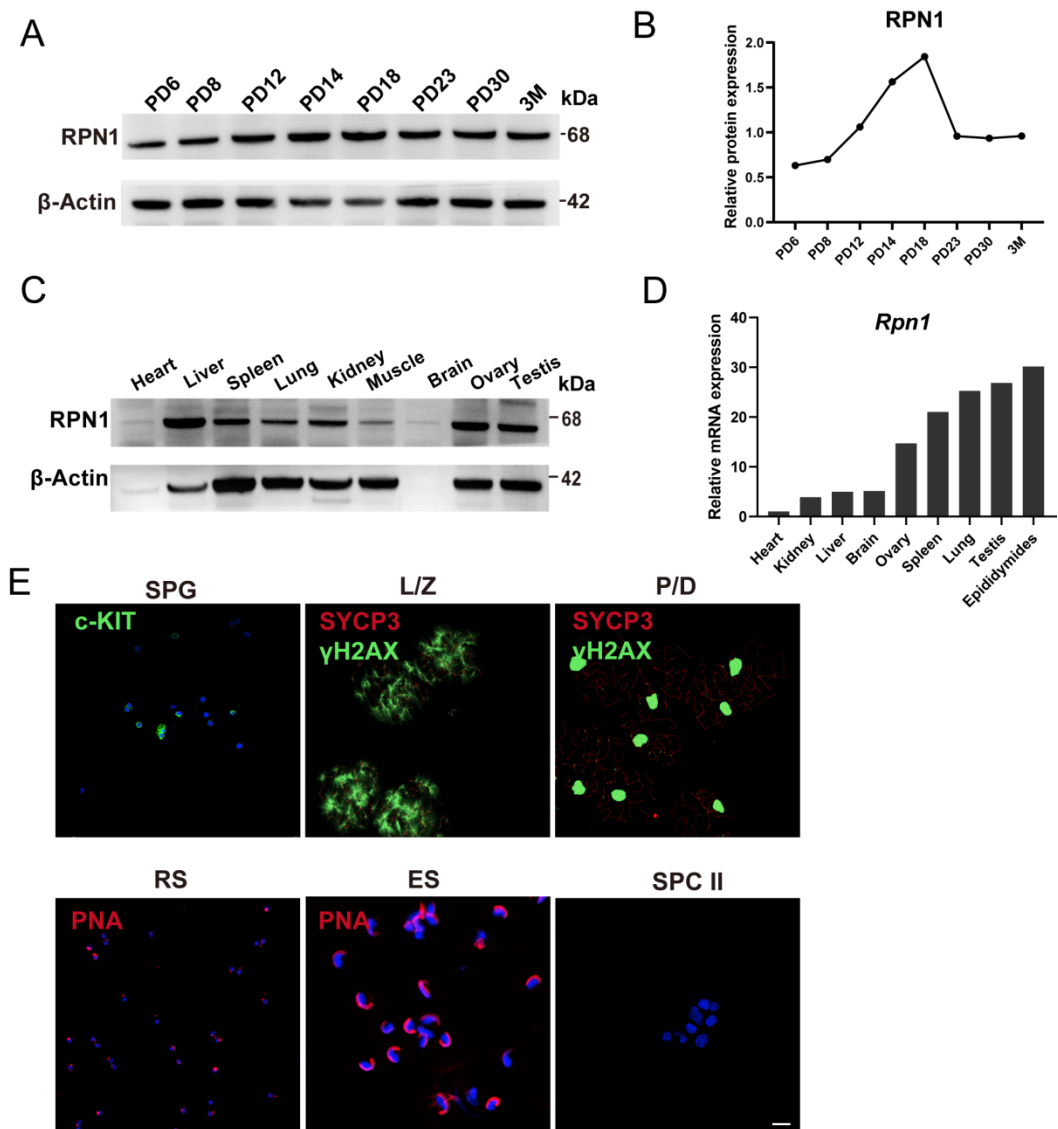 A
PD6 PD8 PD12 PD14 PD18 PD23 PD30 3M kDa
RPN1 -68
β-Actin -42
B
RPN1
Relative protein expression
2.0
1.5
1.0
0.5
0.0
PD6 PD8 PD12 PD14 PD18 PD23 PD30 3M
C
Heart Liver Spleen Lung Kidney Muscle Brain Ovary Testis kDa
RPN1 -68
β-Actin -42
D
Rpn1
Relative mRNA expression
40
30
20
10
0
Heart Kidney Liver Brain Ovary Spleen Lung Testis Epididymides
E
SPG L/Z P/D
c-KIT SYCP3 SYCP3
γH2AX γH2AX
RS ES SPC II
PNA PNA